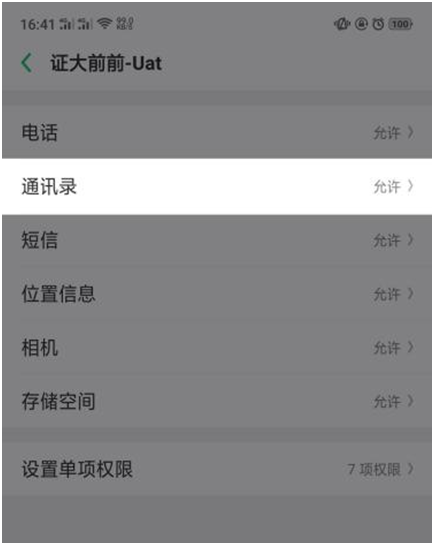 16:41
证大前前-Uat
电话 允许
通讯录 允许
短信 允许
位置信息 允许
相机 允许
存储空间 允许
设置单项权限 7 项权限